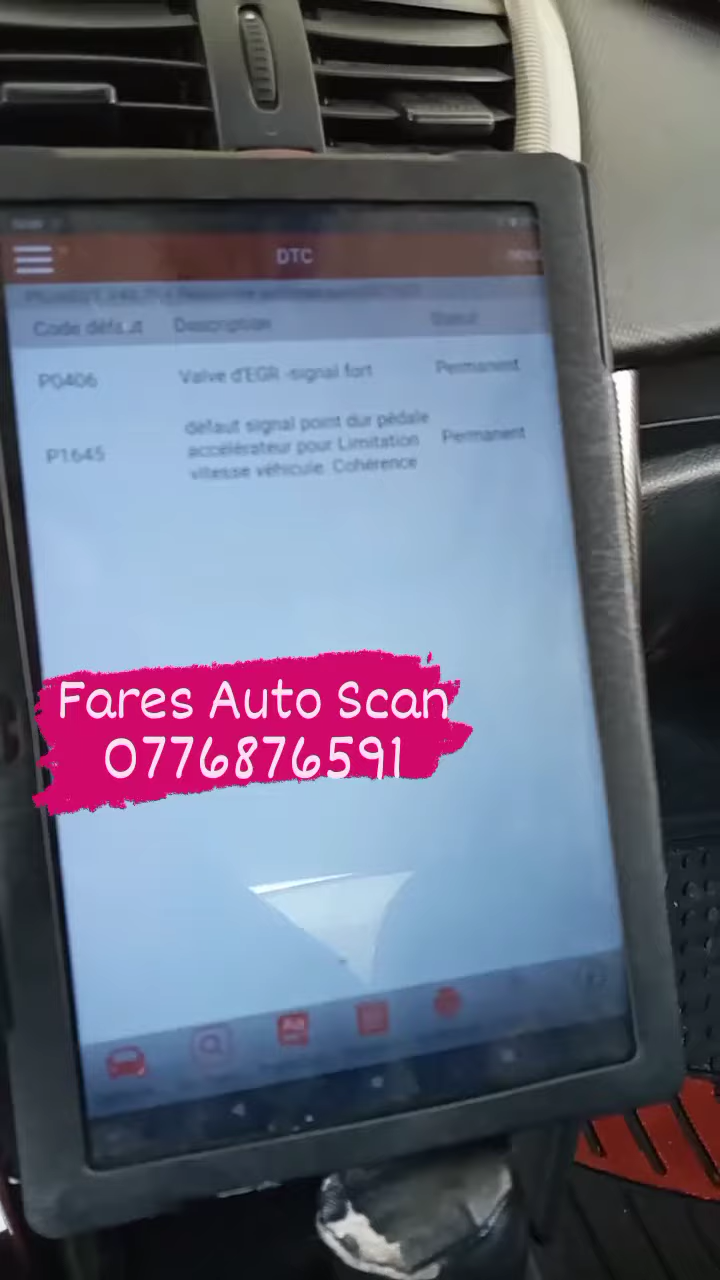 DTC
Code défaut Description Statut
P0406 Valve d'EGR -signal fort Permanent
P1645 défaut signal point dur pédale accélérateur pour Limitation vitesse véhicule. Cohérence Permanent
Fares Auto Scan
0776876591